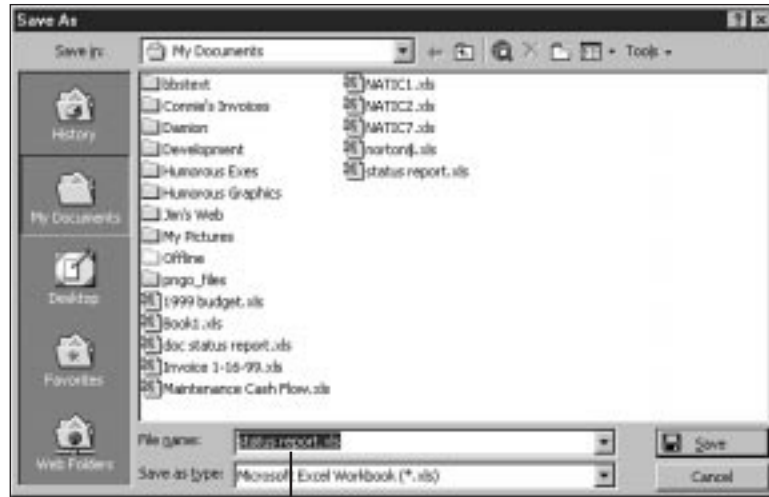 Save As
Save in:
My Documents
Tools
History
My Documents
Desktop
Favorites
Web Folders
bbstext
Connie's Invoices
Damion
Development
Humorous Exes
Humorous Graphics
Jim's Web
My Pictures
Offline
pngo_files
1999 budget.xls
Book1.xls
doc status report.xls
Invoice 1-16-99.xls
Maintenance Cash Flow.xls
NATIC1.xls
NATIC2.xls
NATIC7.xls
status report.xls
File name:
status report.xls
Save as type:
Microsoft Excel Workbook (*.xls)
Save
Cancel